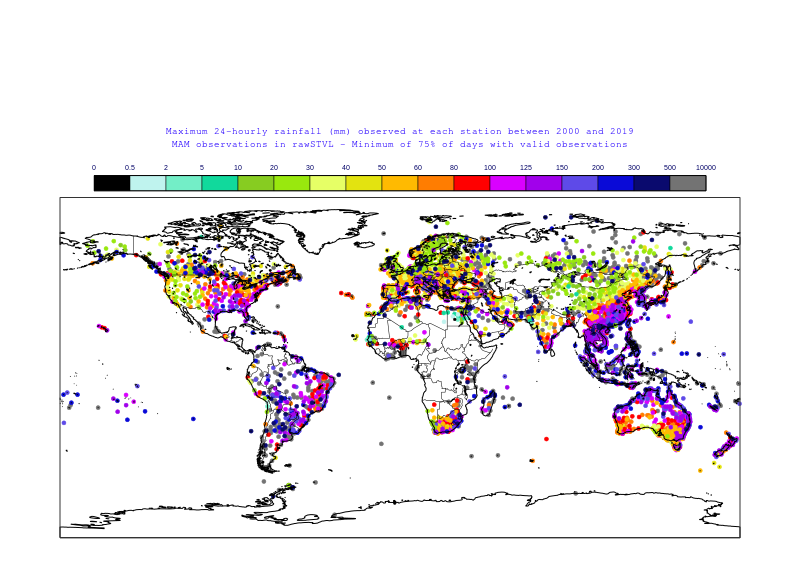 Maximum 24-hourly rainfall (mm) observed at each station between 2000 and 2019
MAM observations in rawSTVL - Minimum of 75% of days with valid observations
0 0.5 2 5 10 20 30 40 60 80 100 125 150 200 300 500 10000